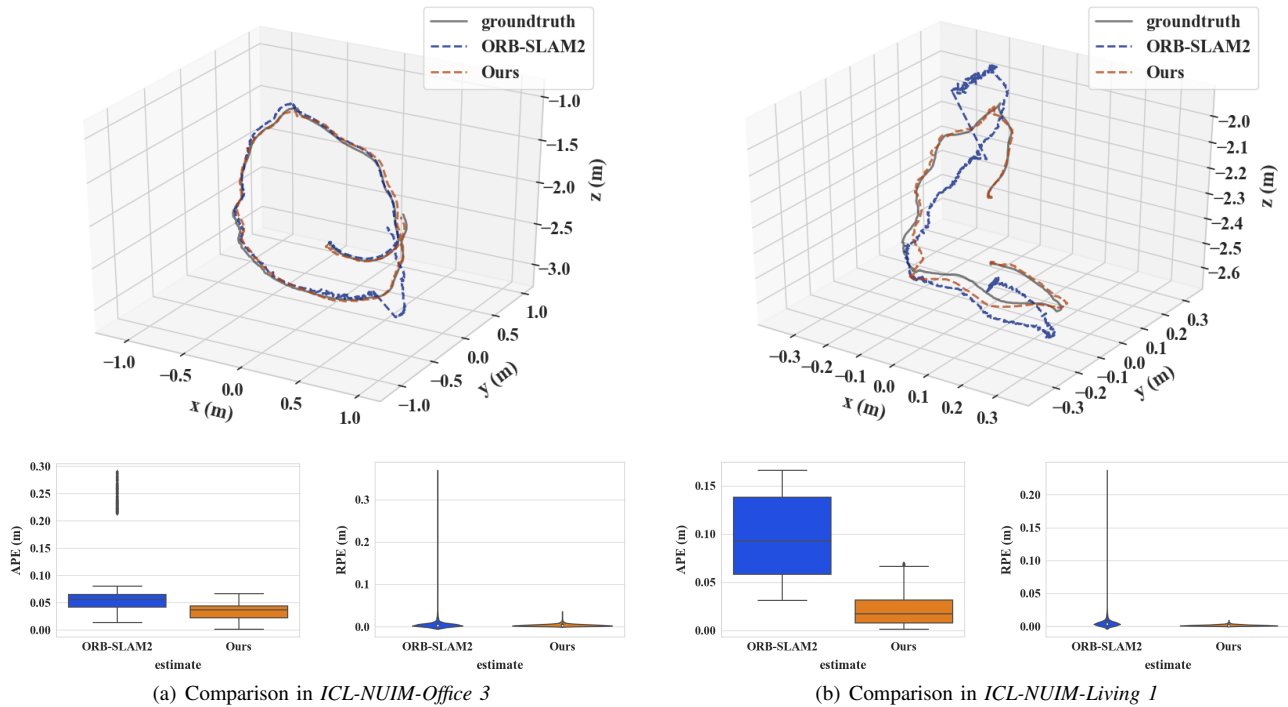 groundtruth
ORB-SLAM2
Ours
−1.0
−1.5
−2.0
−2.5
−3.0
z (m)
1.0
0.5
0.0
−0.5
−1.0
y (m)
−1.0
−0.5
0.0
0.5
1.0
x (m)
groundtruth
ORB-SLAM2
Ours
−2.0
−2.1
−2.2
−2.3
−2.4
−2.5
−2.6
z (m)
0.3
0.2
0.1
0.0
−0.1
−0.2
−0.3
y (m)
−0.3
−0.2
−0.1
0.0
0.1
0.2
0.3
x (m)
0.30
0.25
0.20
0.15
0.10
0.05
0.00
APE (m)
ORB-SLAM2 Ours
estimate
0.3
0.2
0.1
0.0
RPE (m)
ORB-SLAM2 Ours
estimate
(a) Comparison in ICL-NUIM-Office 3
0.15
0.10
0.05
0.00
APE (m)
ORB-SLAM2 Ours
estimate
0.20
0.15
0.10
0.05
0.00
RPE (m)
ORB-SLAM2 Ours
estimate
(b) Comparison in ICL-NUIM-Living 1